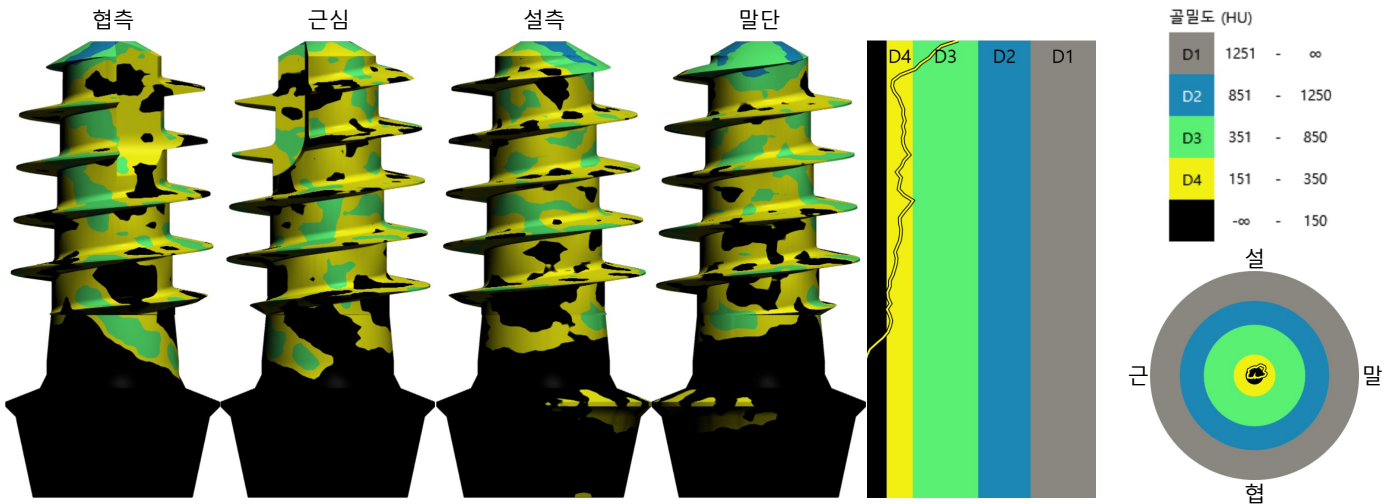 협측 근심 설측 말단
D4 D3 D2 D1
골밀도 (HU)
D1 1251 - ∞
D2 851 - 1250
D3 351 - 850
D4 151 - 350
-∞ - 150
설
근 말
협